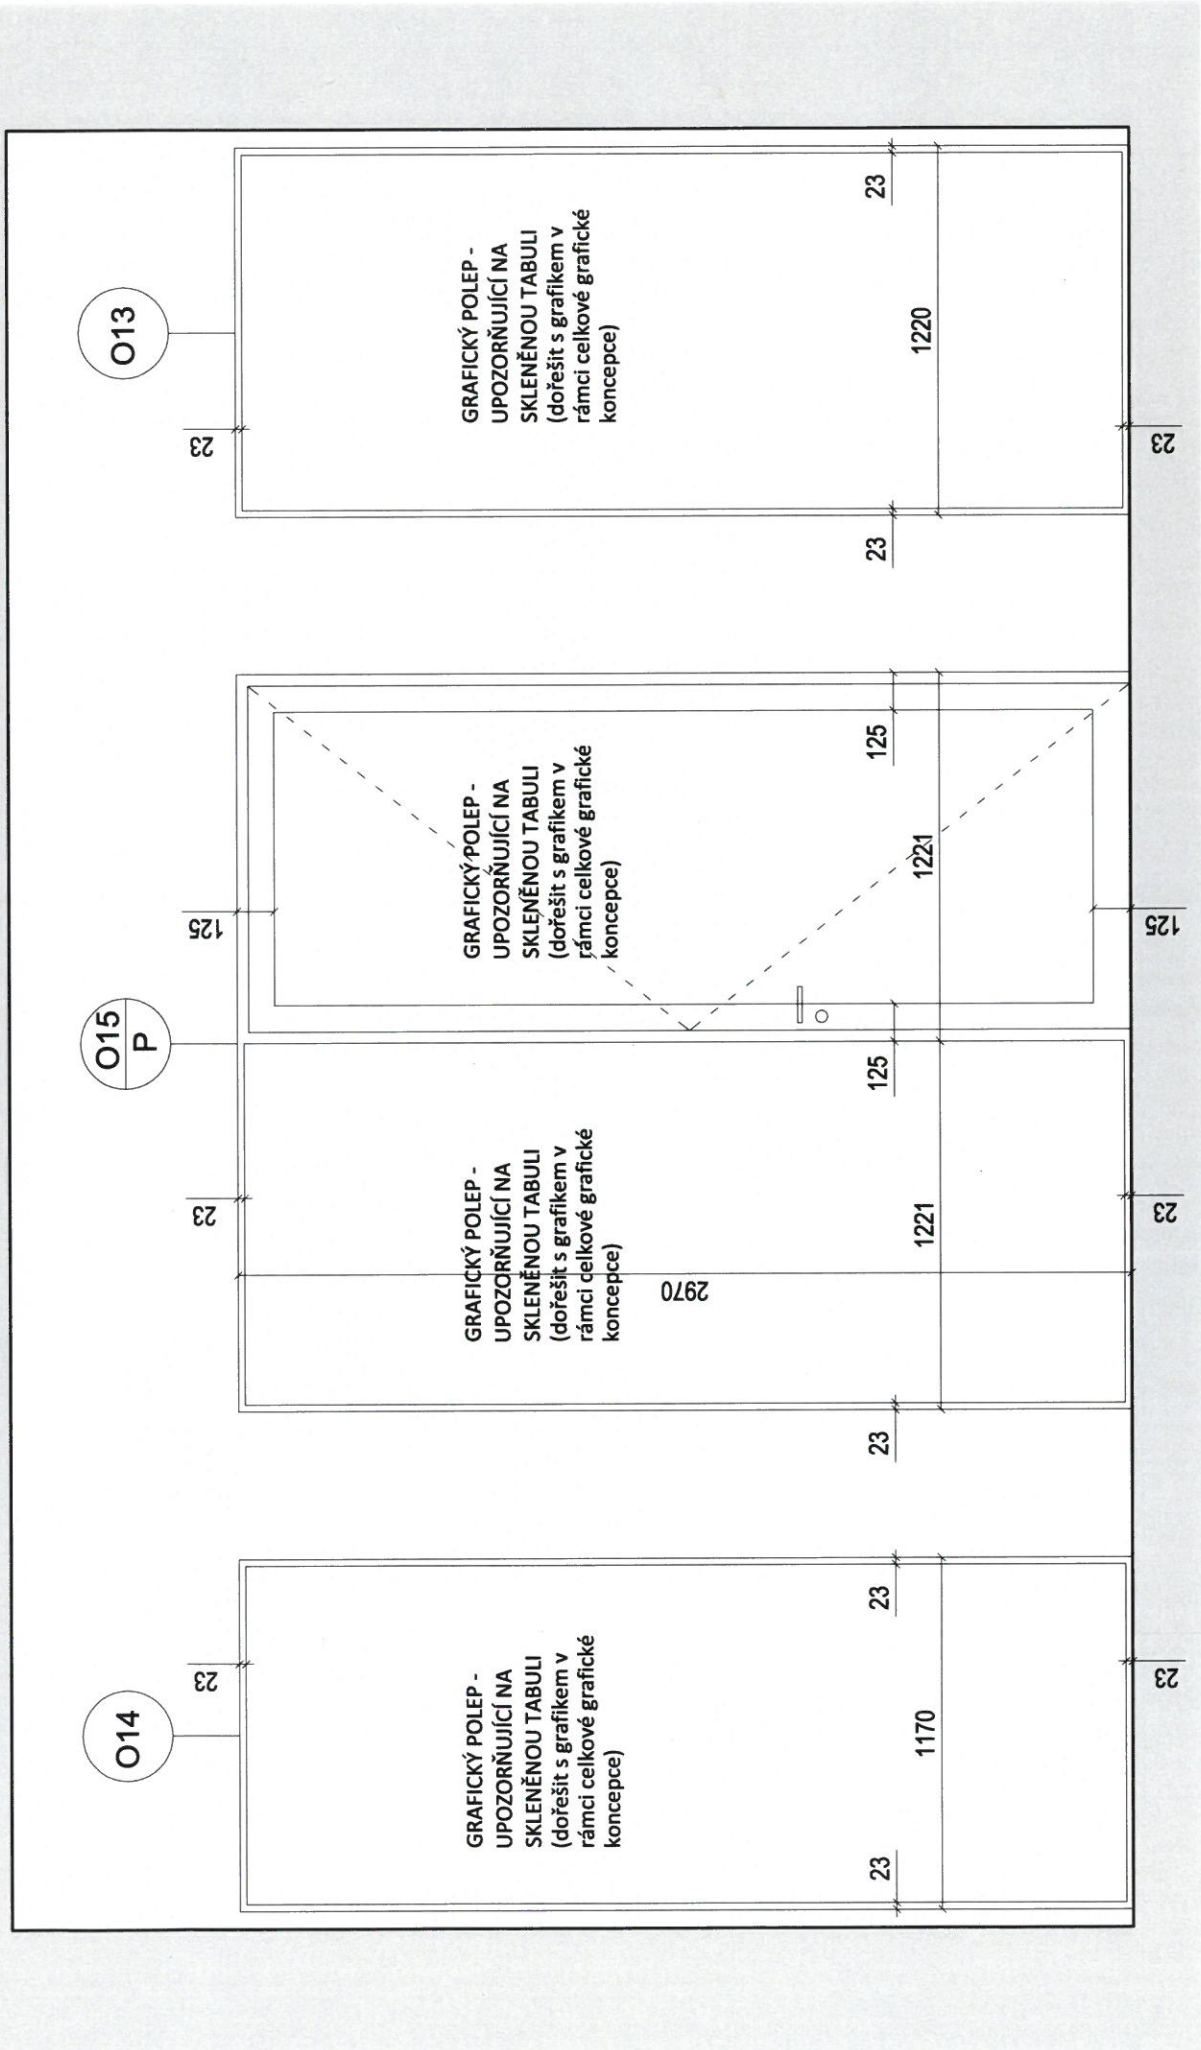 O14
O15
P
O13
23
23
125
23
GRAFICKÝ POLEP -
UPOZORŇUJÍCÍ NA
SKLENĚNOU TABULI
(dořešit s grafikem v
rámci celkové grafické
koncepce)
GRAFICKÝ POLEP -
UPOZORŇUJÍCÍ NA
SKLENĚNOU TABULI
(dořešit s grafikem v
rámci celkové grafické
koncepce)
GRAFICKÝ POLEP -
UPOZORŇUJÍCÍ NA
SKLENĚNOU TABULI
(dořešit s grafikem v
rámci celkové grafické
koncepce)
GRAFICKÝ POLEP -
UPOZORŇUJÍCÍ NA
SKLENĚNOU TABULI
(dořešit s grafikem v
rámci celkové grafické
koncepce)
2970
23
23
23
125
125
23
23
1170
1221
1221
1220
23
23
125
23